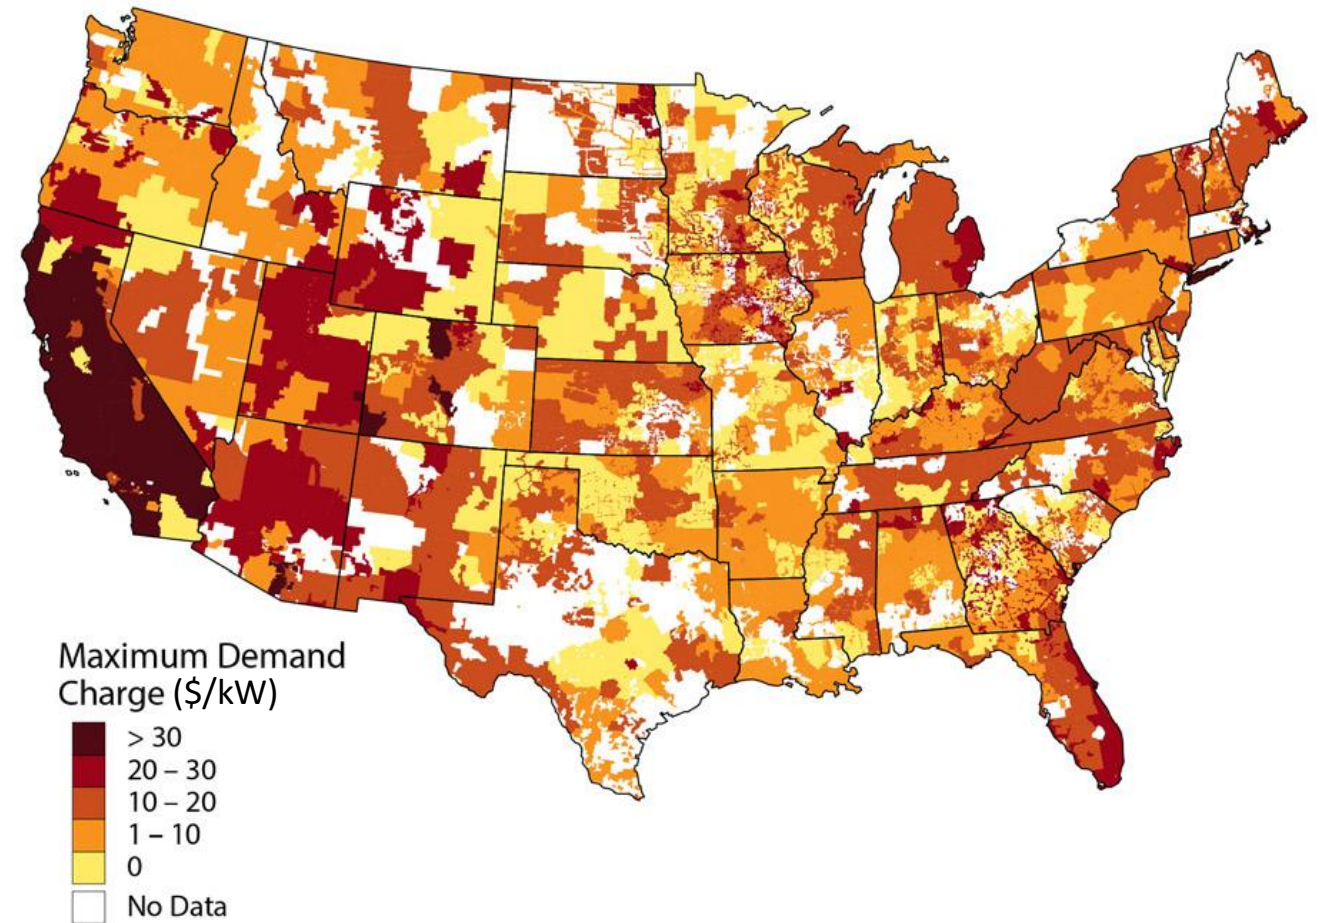 Maximum Demand
Charge ($/kW)
> 30
20 – 30
10 – 20
1 – 10
0
No Data